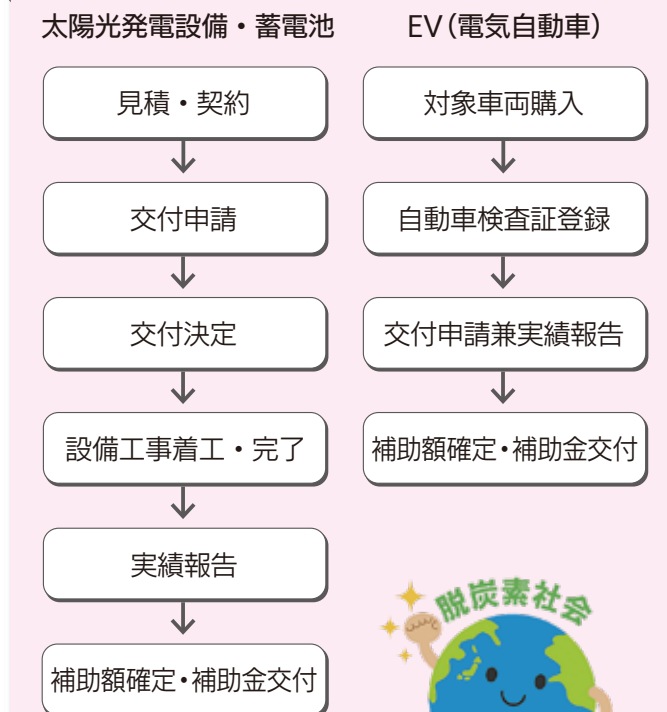 太陽光発電設備・蓄電池
見積・契約
交付申請
交付決定
設備工事着工・完了
実績報告
補助額確定・補助金交付
EV(電気自動車)
対象車両購入
自動車検査証登録
交付申請兼実績報告
補助額確定・補助金交付
脱炭素社会